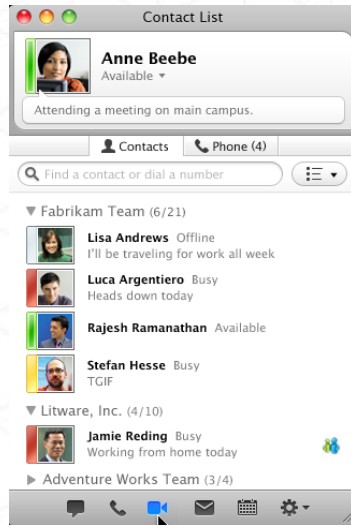 Contact List
Anne Beebe
Available
Attending a meeting on main campus.
Contacts
Phone (4)
Find a contact or dial a number
Fabrikam Team (6/21)
Lisa Andrews Offline
I'll be traveling for work all week
Luca Argentiero Busy
Heads down today
Rajesh Ramanathan Available
Stefan Hesse Busy
TGIF
Litware, Inc. (4/10)
Jamie Reding Busy
Working from home today
Adventure Works Team (3/4)